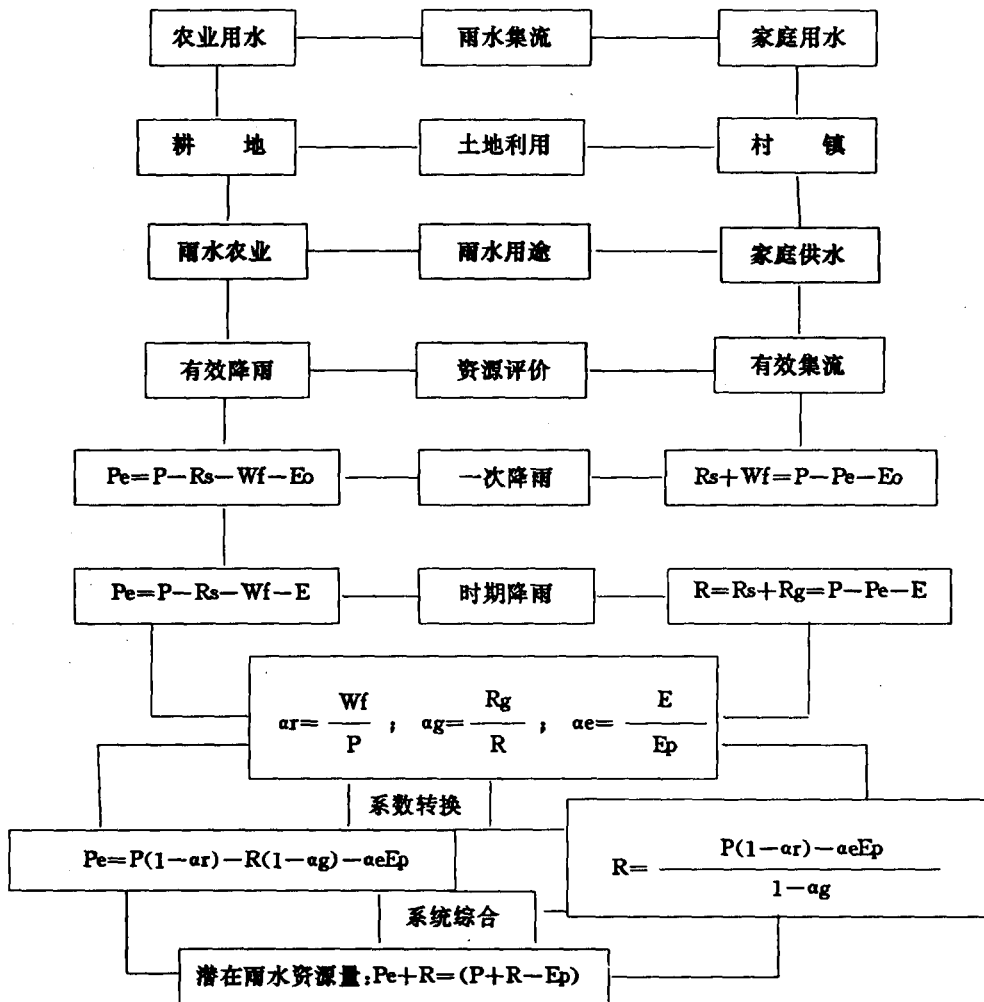 农业用水 雨水集流 家庭用水
耕 地 土地利用 村 镇
雨水农业 雨水用途 家庭供水
有效降雨 资源评价 有效集流
Pe=P-Rs-Wf-Eo 一次降雨 Rs+Wf=P-Pe-Eo
Pe=P-Rs-Wf-E 时期降雨 R=Rs+Rg=P-Pe-E
αr= Wf/P ； αg= Rg/R ； αe= E/Ep
系数转换
Pe=P(1-αr)-R(1-αg)-αeEp
R= P(1-αr)-αeEp / 1-αg
系统综合
潜在雨水资源量:Pe+R=(P+R-Ep)